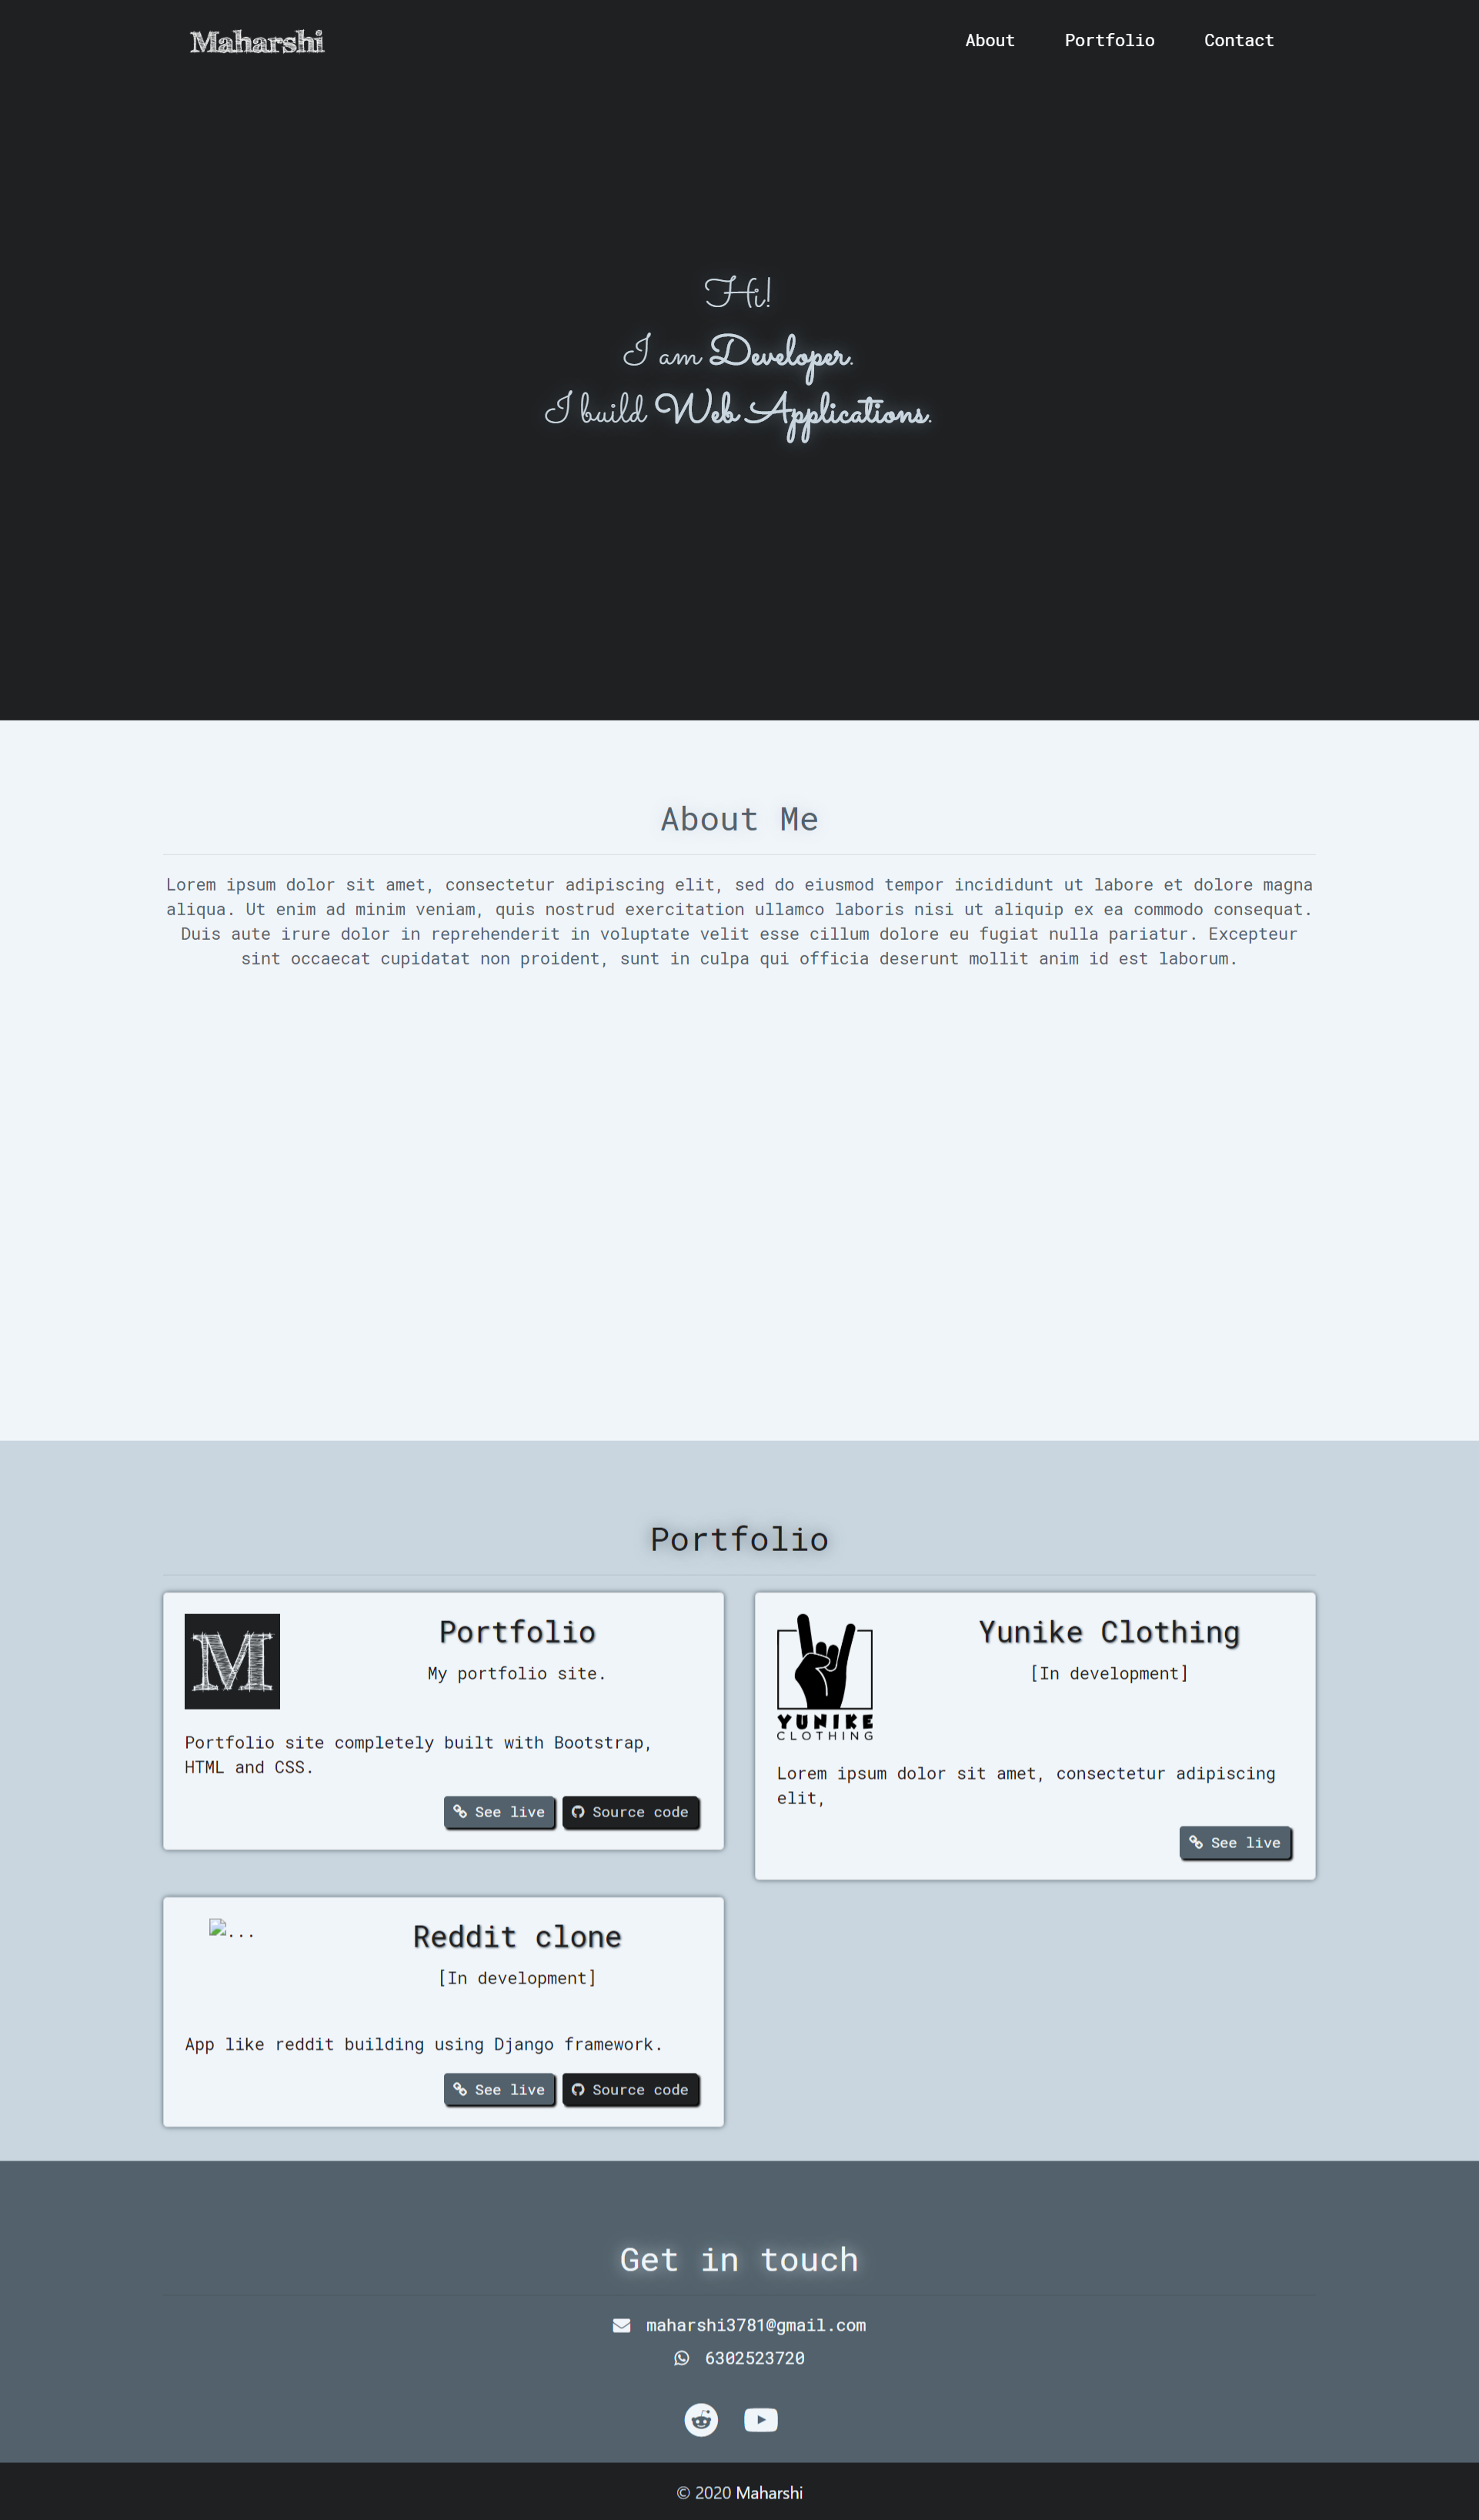 Maharshi
About
Portfolio
Contact
Hi!
I am Developer.
I build Web Applications.
About Me
Lorem ipsum dolor sit amet, consectetur adipiscing elit, sed do eiusmod tempor incididunt ut labore et dolore magna
aliqua. Ut enim ad minim veniam, quis nostrud exercitation ullamco laboris nisi ut aliquip ex ea commodo consequat.
Duis aute irure dolor in reprehenderit in voluptate velit esse cillum dolore eu fugiat nulla pariatur. Excepteur
sint occaecat cupidatat non proident, sunt in culpa qui officia deserunt mollit anim id est laborum.
Portfolio
M
Portfolio
My portfolio site.
Portfolio site completely built with Bootstrap,
HTML and CSS.
See live
Source code
YUNIKE
CLOTHING
Yunike Clothing
[In development]
Lorem ipsum dolor sit amet, consectetur adipiscing
elit,
See live
...
Reddit clone
[In development]
App like reddit building using Django framework.
See live
Source code
Get in touch
maharshi3781@gmail.com
6302523720
© 2020 Maharshi